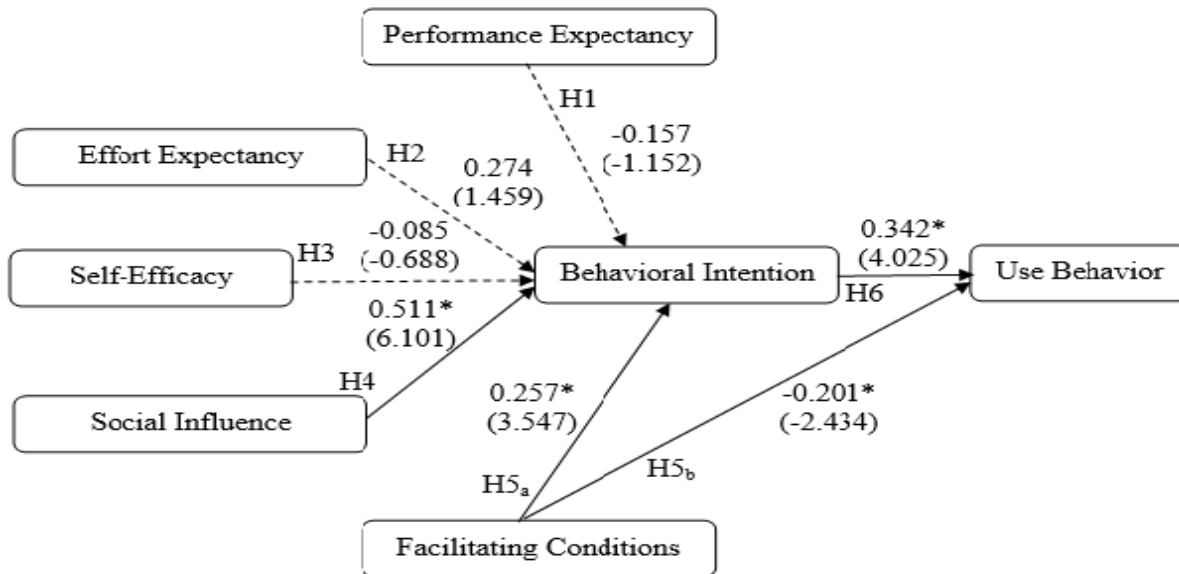 Performance Expectancy
H1
-0.157
(-1.152)
Effort Expectancy
H2
0.274
(1.459)
Self-Efficacy
H3
-0.085
(-0.688)
Behavioral Intention
0.342*
(4.025)
H6
Use Behavior
0.511*
(6.101)
H4
Social Influence
0.257*
(3.547)
H5a
-0.201*
(-2.434)
H5b
Facilitating Conditions